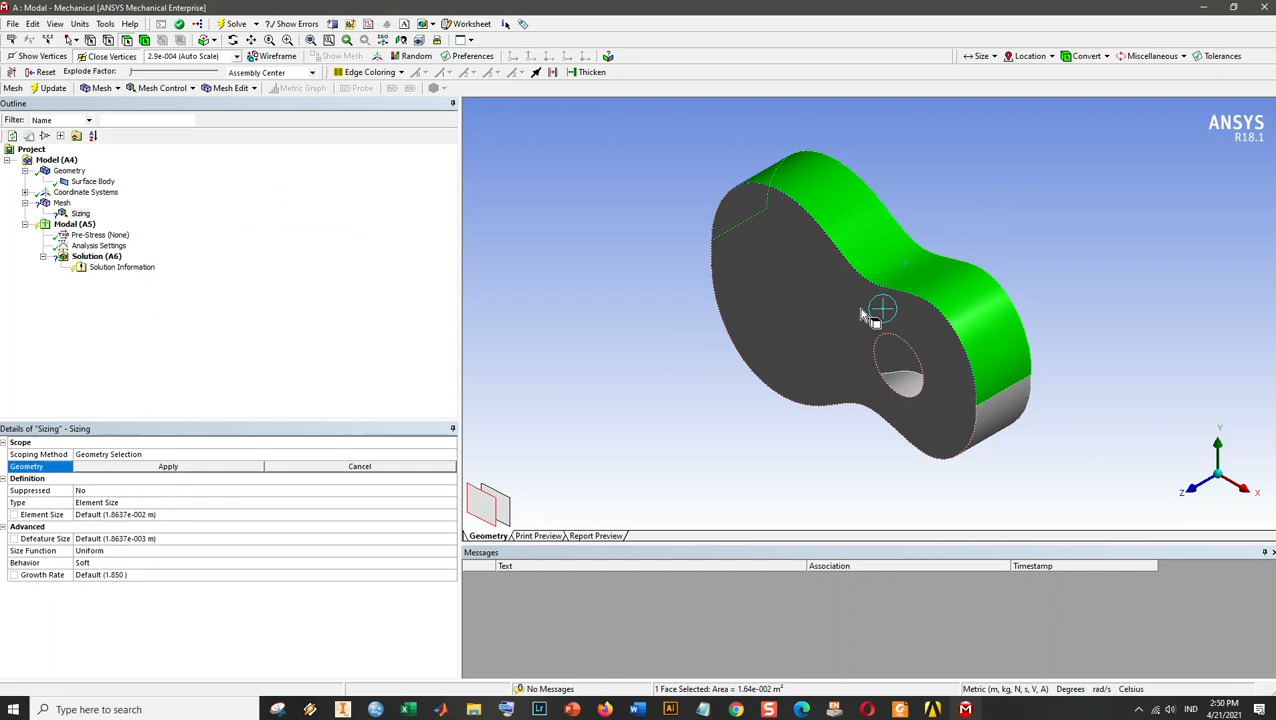 A : Modal - Mechanical [ANSYS Mechanical Enterprise]
File Edit View Units Tools Help Solve Show Errors Worksheet
Show Vertices Close Vertices 2.9e-004 (Auto Scale) Wireframe Show Mesh Random Preferences Size Location Convert Miscellaneous Tolerances
Reset Explode Factor: Assembly Center Edge Coloring Thicken
Mesh Update Mesh Mesh Control Mesh Edit Metric Graph Probe
Outline
Filter: Name
Project
Model (A4)
Geometry
Surface Body
Coordinate Systems
Mesh
Sizing
Modal (A5)
Pre-Stress (None)
Analysis Settings
Solution (A6)
Solution Information
ANSYS
R18.1
Y
Z
X
Details of "Sizing" - Sizing
Scope
Scoping Method Geometry Selection
Geometry Apply Cancel
Definition
Suppressed No
Type Element Size
Element Size Default (1.8637e-002 m)
Advanced
Defeature Size Default (1.8637e-003 m)
Size Function Uniform
Behavior Soft
Growth Rate Default (1.850 )
Geometry Print Preview Report Preview
Messages
Text Association Timestamp
No Messages 1 Face Selected: Area = 1.64e-002 m² Metric (m, kg, N, s, V, A) Degrees rad/s Celsius
Type here to search IND 2:50 PM
4/21/2021